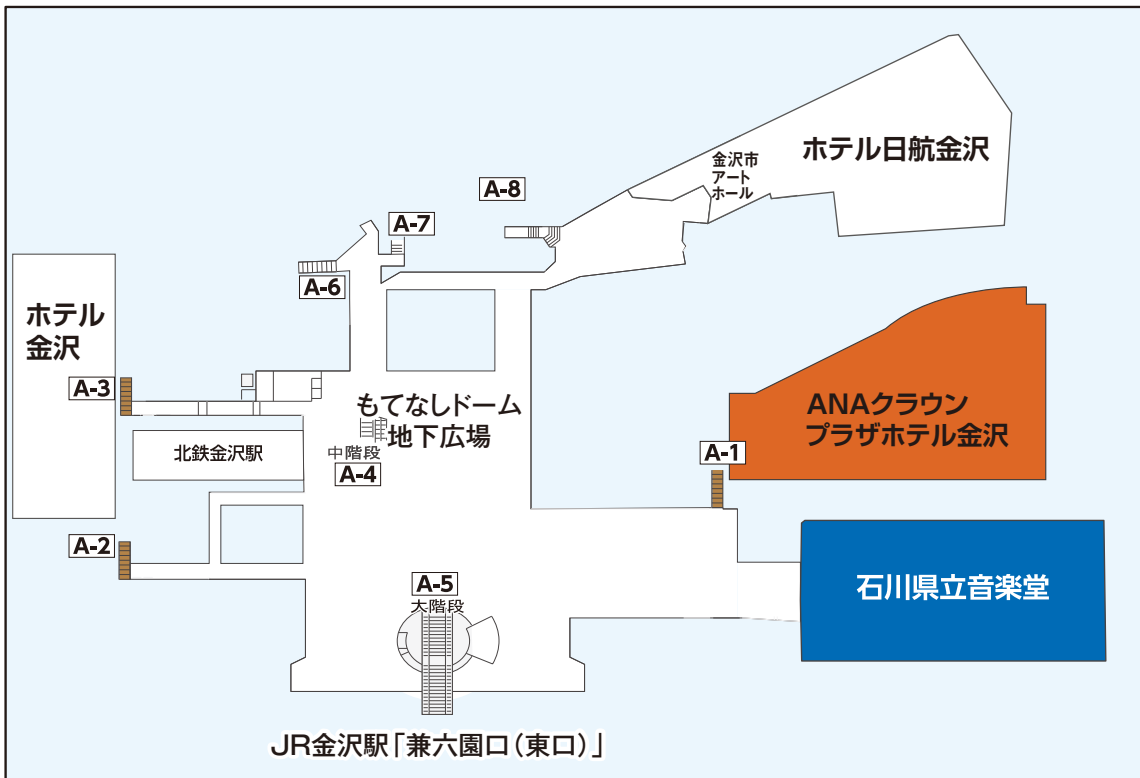 ホテル日航金沢
金沢市
アート
ホール
A-8
A-7
A-6
ホテル
金沢
A-3
もてなしドーム
地下広場
ANAクラウン
プラザホテル金沢
北鉄金沢駅
中階段
A-4
A-1
A-2
A-5
大階段
石川県立音楽堂
JR金沢駅「兼六園口（東口）」